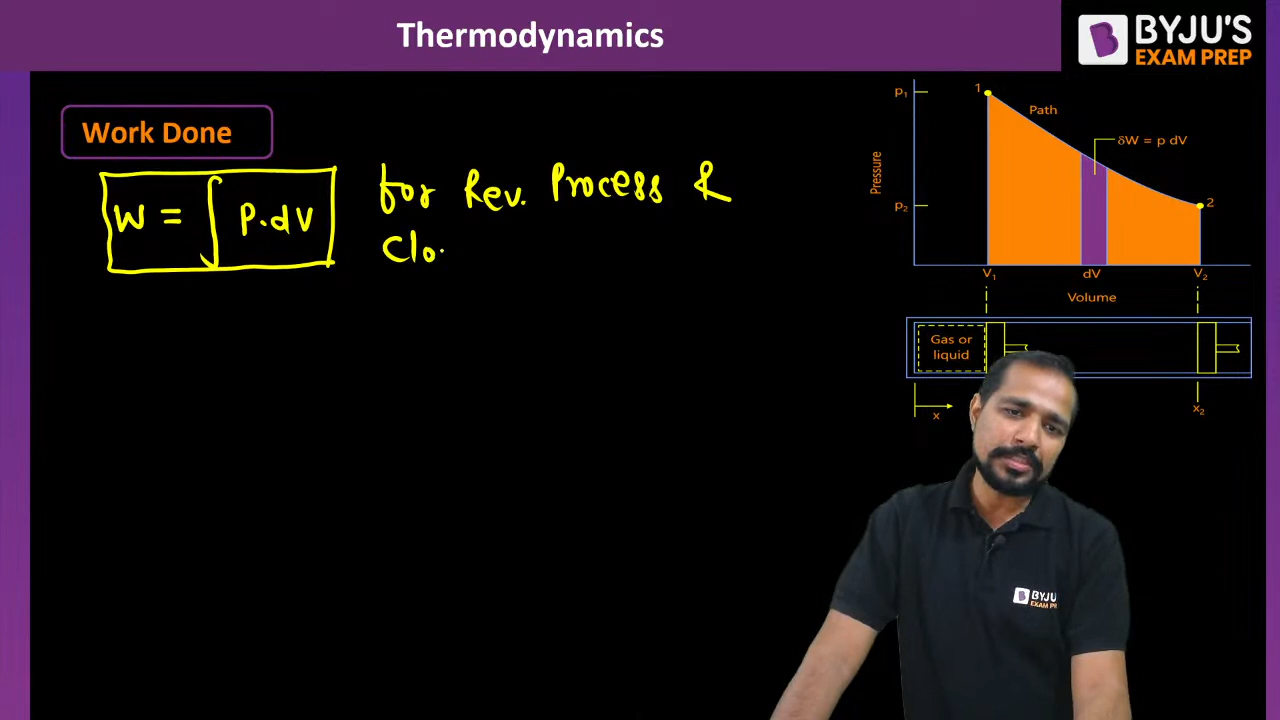 Thermodynamics
BYJU'S
EXAM PREP
Work Done
W = ∫ P.dV
for Rev. Process &
Clo.
p₁
1
Path
δW = p dV
Pressure
p₂
2
V₁
dV
V₂
Volume
Gas or
liquid
x
x₂
BYJU'S
EXAM PREP